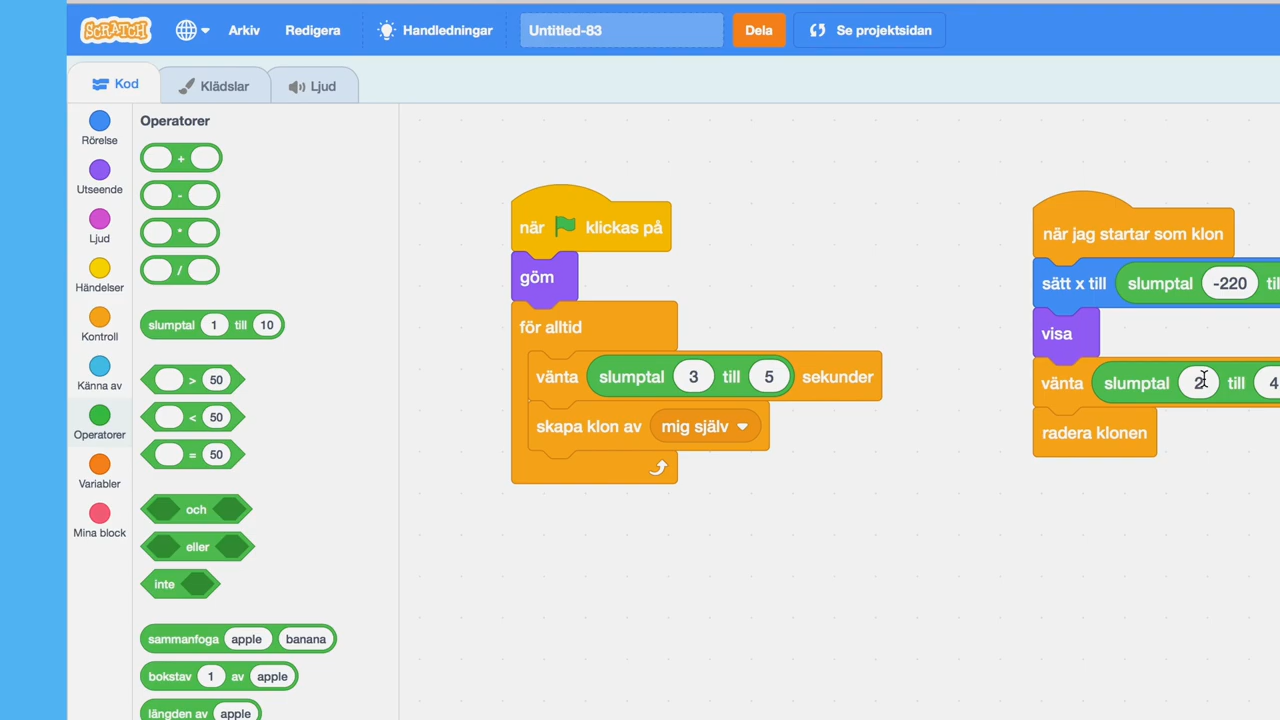 SCRATCH Arkiv Redigera Handledningar Untitled-83 Dela Se projektsidan
Kod Klädslar Ljud
Rörelse
Utseende
Ljud
Händelser
Kontroll
Känna av
Operatorer
Variabler
Mina block
Operatorer
+
-
*
/
slumptal 1 till 10
> 50
< 50
= 50
och
eller
inte
sammanfoga apple banana
bokstav 1 av apple
längden av apple
när klickas på
göm
för alltid
vänta slumptal 3 till 5 sekunder
skapa klon av mig själv
när jag startar som klon
sätt x till slumptal -220
visa
vänta slumptal 2 till 4
radera klonen